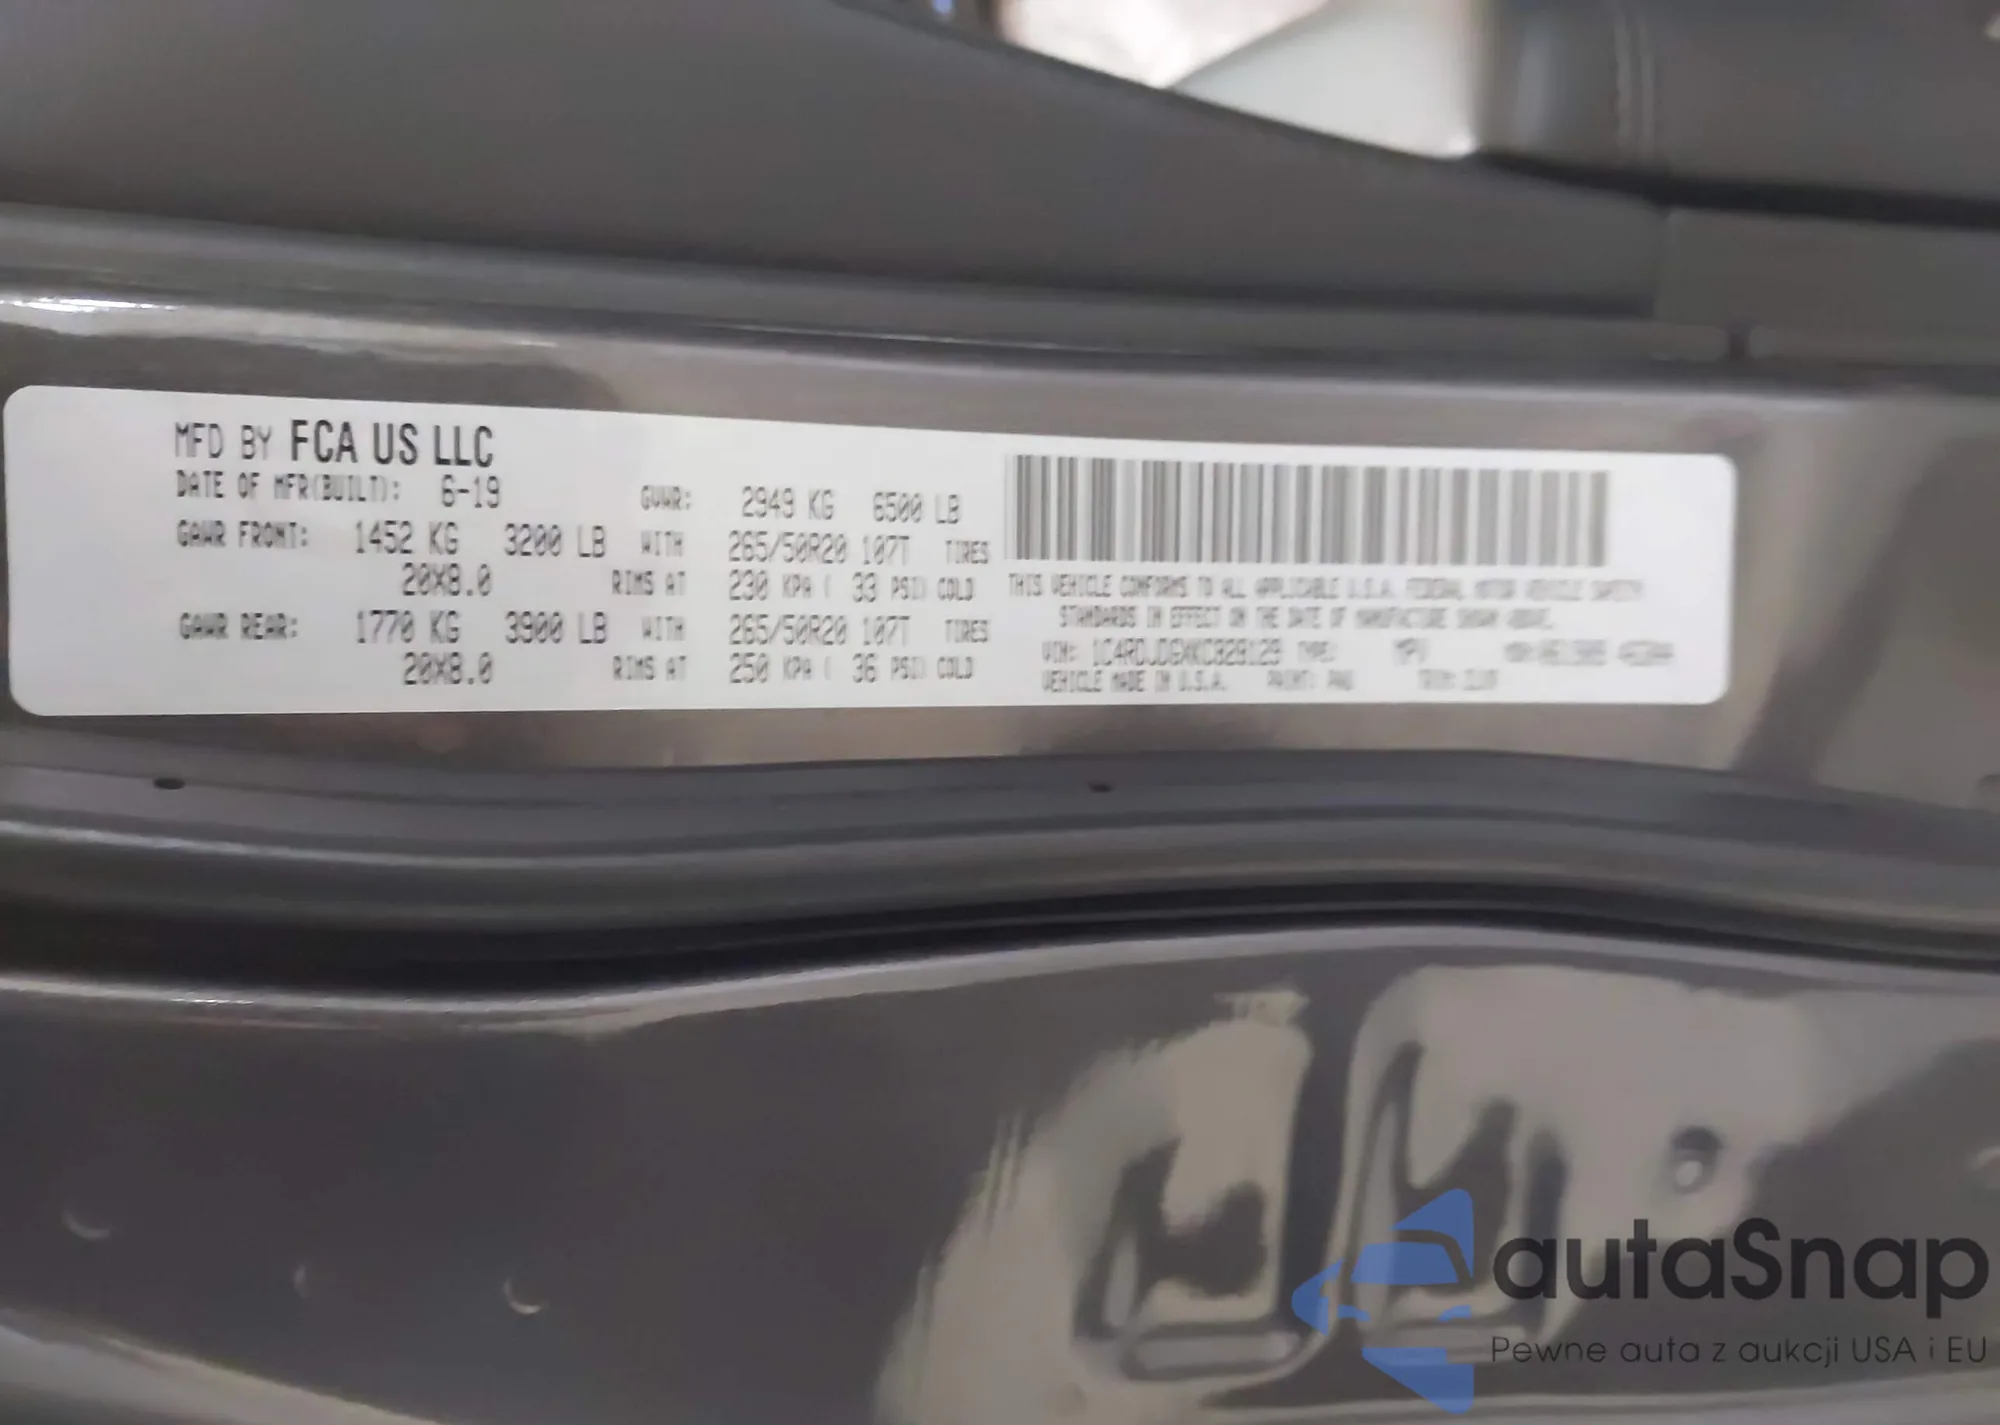 MFD BY FCA US LLC
DATE OF MFR(BUILT): 6-19 GVWR: 2949 KG 6500 LB
GAWR FRONT: 1452 KG 3200 LB WITH 265/50R20 107T TIRES
20X8.0 RIMS AT 230 KPA ( 33 PSI) COLD
GAWR REAR: 1770 KG 3900 LB WITH 265/50R20 107T TIRES
20X8.0 RIMS AT 250 KPA ( 36 PSI) COLD
THIS VEHICLE CONFORMS TO ALL APPLICABLE U.S.A. FEDERAL MOTOR VEHICLE SAFETY
STANDARDS IN EFFECT ON THE DATE OF MANUFACTURE SHOWN ABOVE.
VIN: TYPE: MPV
VEHICLE MADE IN U.S.A. PAINT: PAU TRIM:
autaSnap
Pewne auta z aukcji USA i EU